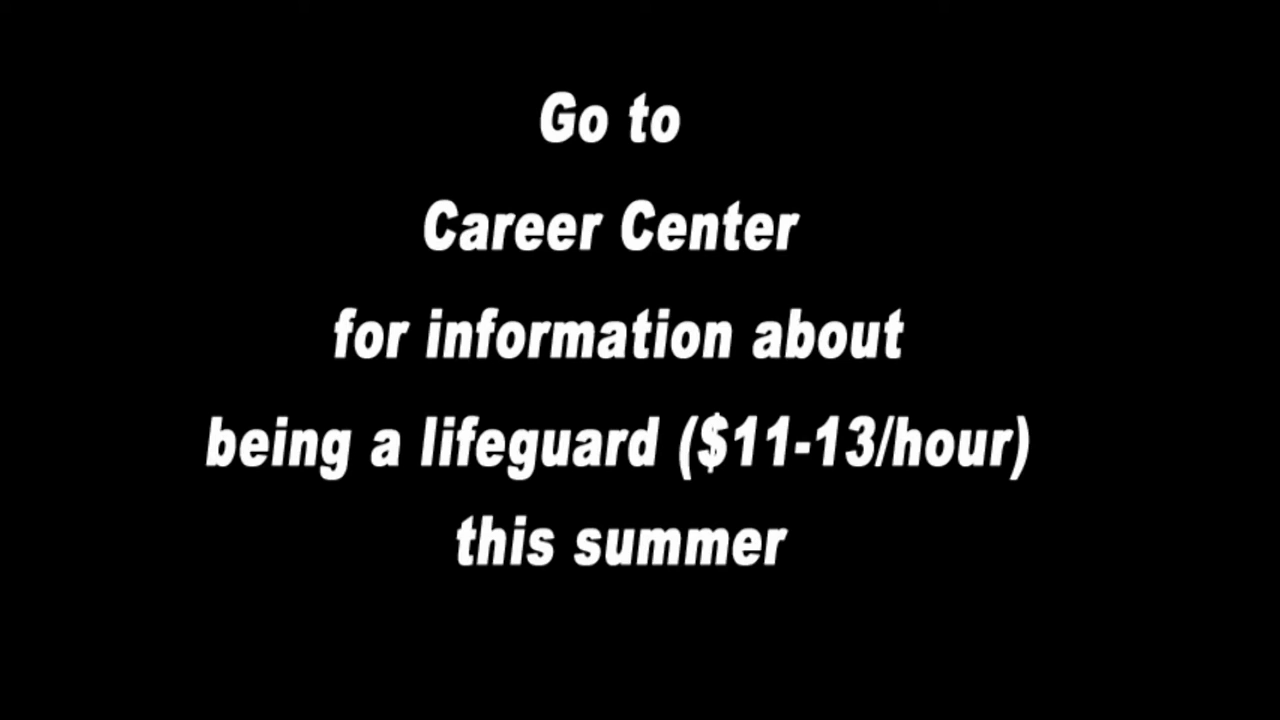 Go to
Career Center
for information about
being a lifeguard ($11-13/hour)
this summer